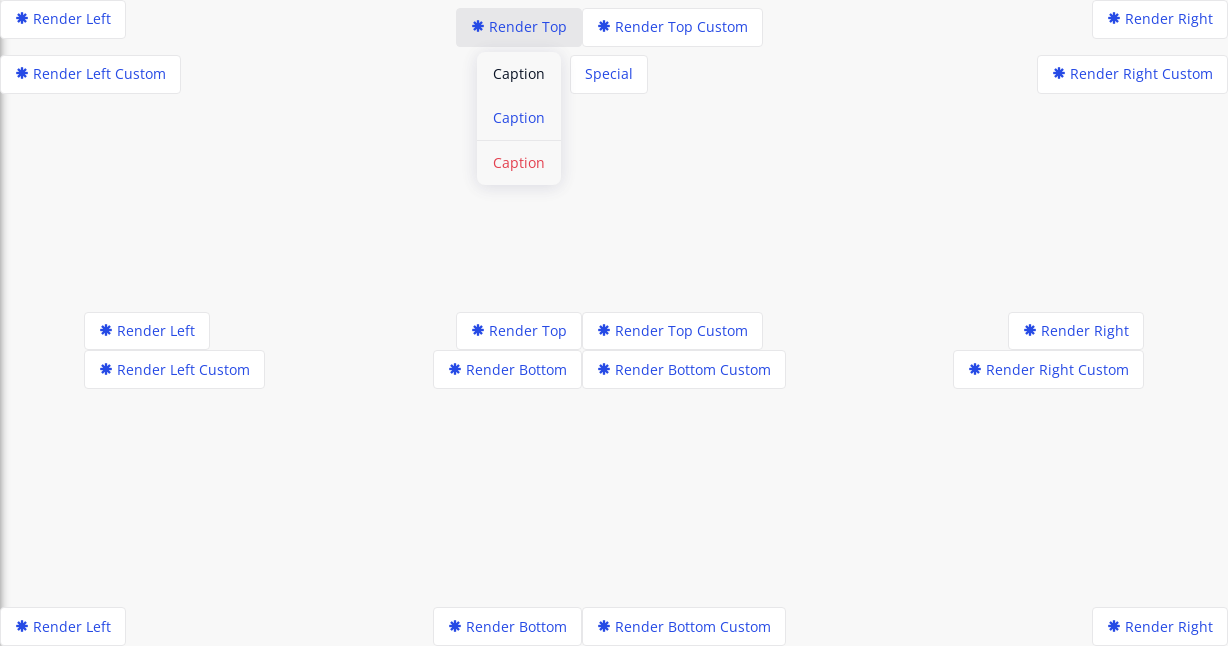 Render Left
Render Top
Render Top Custom
Render Right
Render Left Custom
Caption
Special
Render Right Custom
Caption
Caption
Render Left
Render Top
Render Top Custom
Render Right
Render Left Custom
Render Bottom
Render Bottom Custom
Render Right Custom
Render Left
Render Bottom
Render Bottom Custom
Render Right